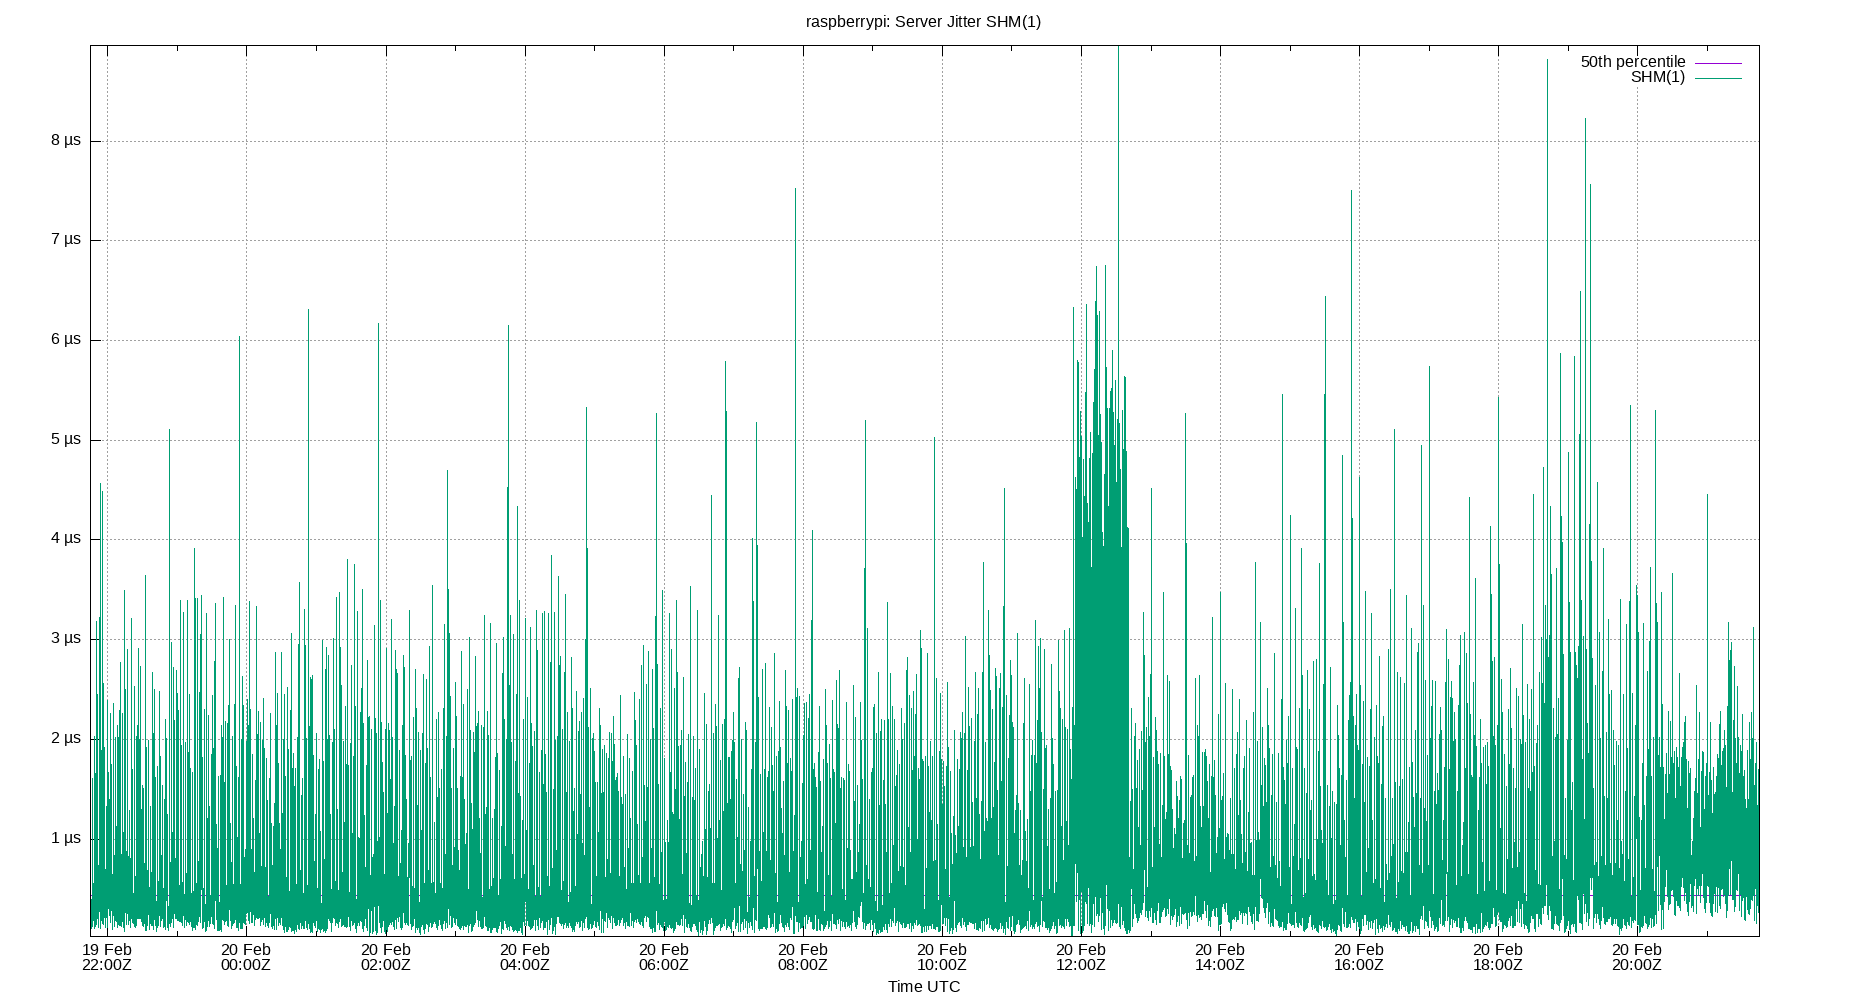 raspberrypi: Server Jitter SHM(1)
50th percentile
SHM(1)
8 µs
7 µs
6 µs
5 µs
4 µs
3 µs
2 µs
1 µs
19 Feb 20 Feb 20 Feb 20 Feb 20 Feb 20 Feb 20 Feb 20 Feb 20 Feb 20 Feb 20 Feb 20 Feb
22:00Z 00:00Z 02:00Z 04:00Z 06:00Z 08:00Z 10:00Z 12:00Z 14:00Z 16:00Z 18:00Z 20:00Z
Time UTC